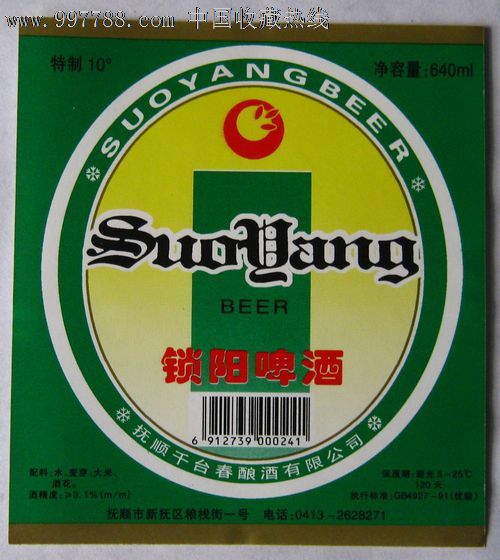 www.997788.com 中国收藏热线
特制 10°
净容量:640ml
SUOYANGBEER
SuoYang
BEER
锁阳啤酒
6 912739 000241
抚顺千台春酿酒有限公司
配料:水、麦芽、大米、
酒花。
酒精度:≥3.1%(m/m)
保质期:避光 5-25℃
120天
执行标准:GB4927-91(优级)
抚顺市新抚区粮栈街一号 电话:0413-2628271